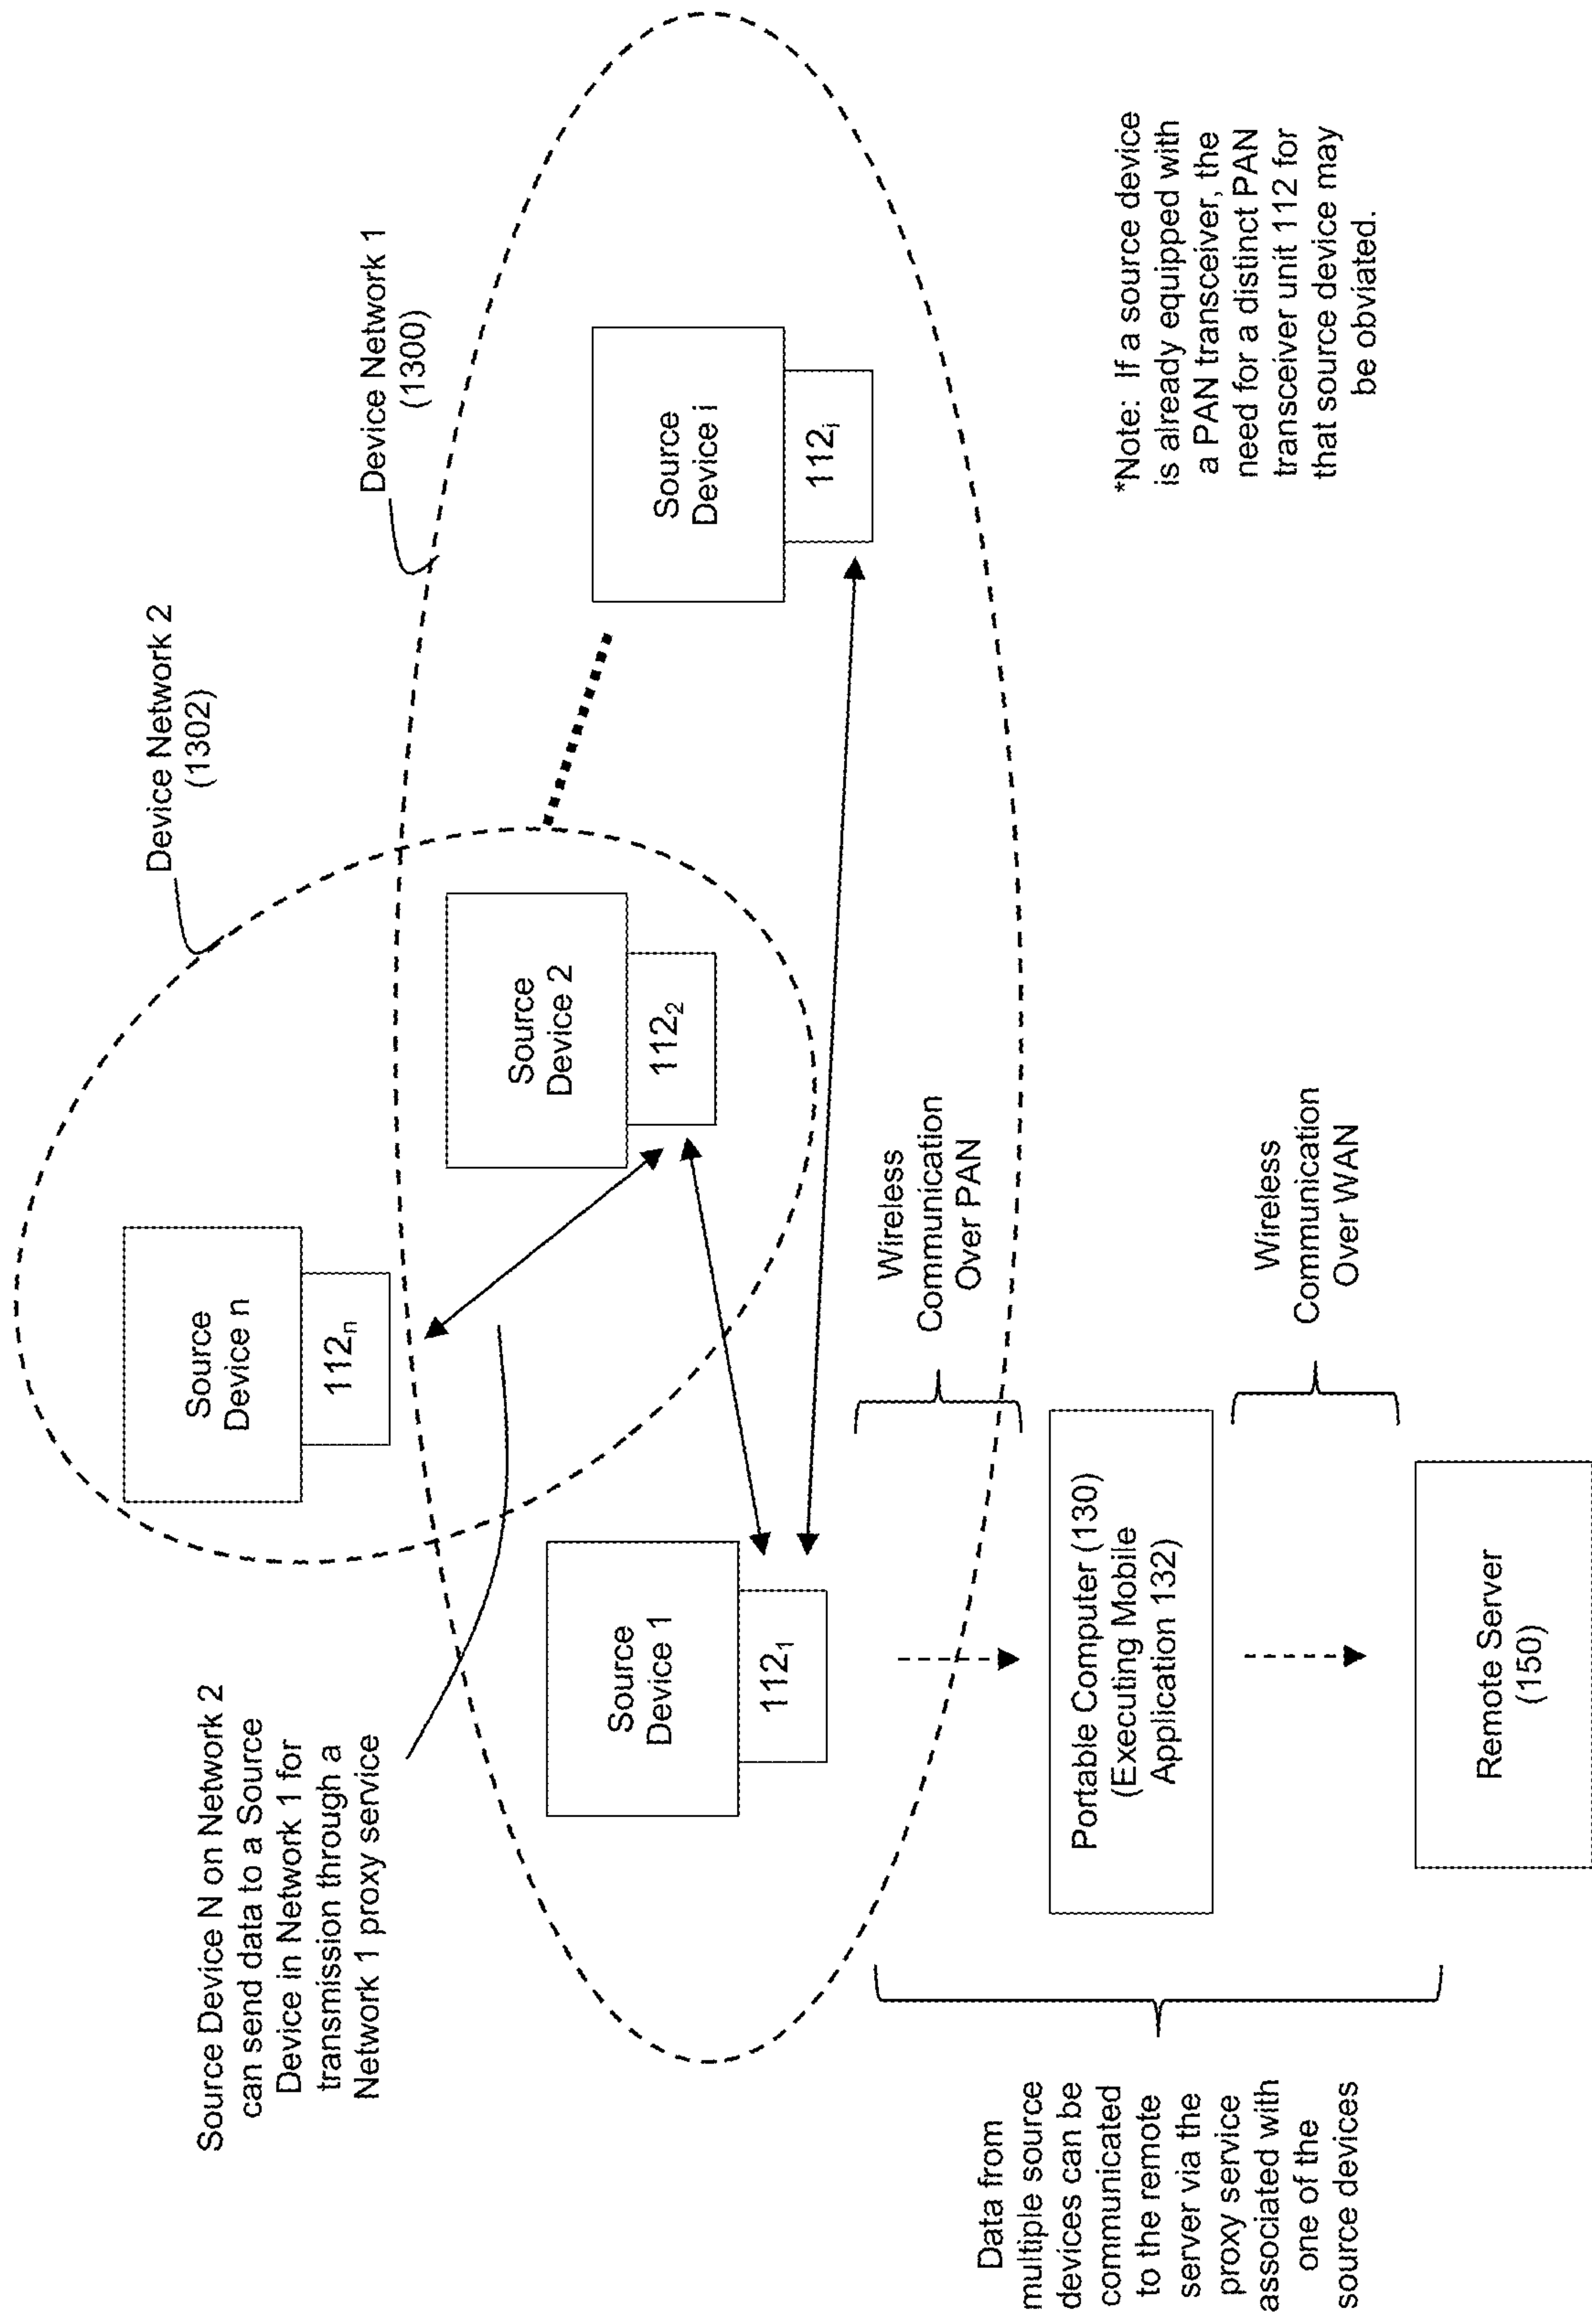 Device Network 2
(1302)
Device Network 1
(1300)
Source Device N on Network 2
can send data to a Source
Device in Network 1 for
transmission through a
Network 1 proxy service
Source
Device n
112n
Source
Device 2
112₂
Source
Device i
112ᵢ
Source
Device 1
112₁
*Note: If a source device
is already equipped with
a PAN transceiver, the
need for a distinct PAN
transceiver unit 112 for
that source device may
be obviated.
Wireless
Communication
Over PAN
Portable Computer (130)
(Executing Mobile
Application 132)
Wireless
Communication
Over WAN
Remote Server
(150)
Data from
multiple source
devices can be
communicated
to the remote
server via the
proxy service
associated with
one of the
source devices